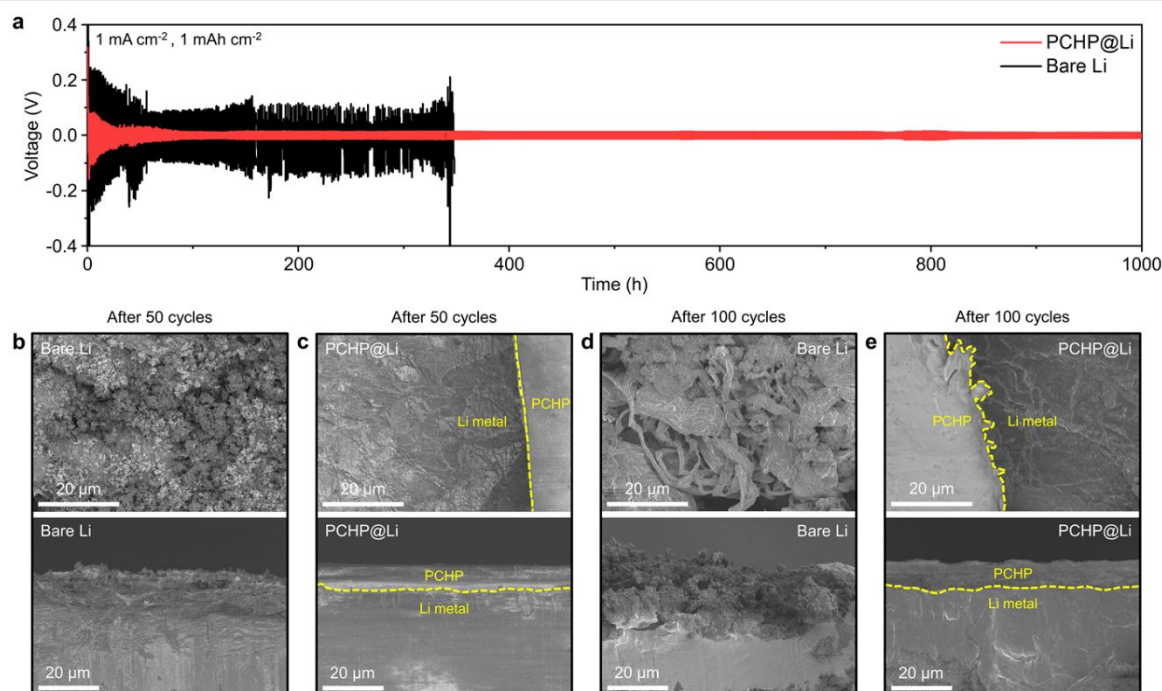 a
1 mA cm⁻² , 1 mAh cm⁻²
PCHP@Li
Bare Li
Voltage (V)
0.4
0.2
0.0
-0.2
-0.4
0 200 400 600 800 1000
Time (h)
After 50 cycles After 50 cycles After 100 cycles After 100 cycles
b Bare Li
20 µm
Bare Li
20 µm
c PCHP@Li
Li metal PCHP
20 µm
PCHP@Li
PCHP
Li metal
20 µm
d Bare Li
20 µm
Bare Li
20 µm
e PCHP@Li
PCHP Li metal
20 µm
PCHP@Li
PCHP
Li metal
20 µm